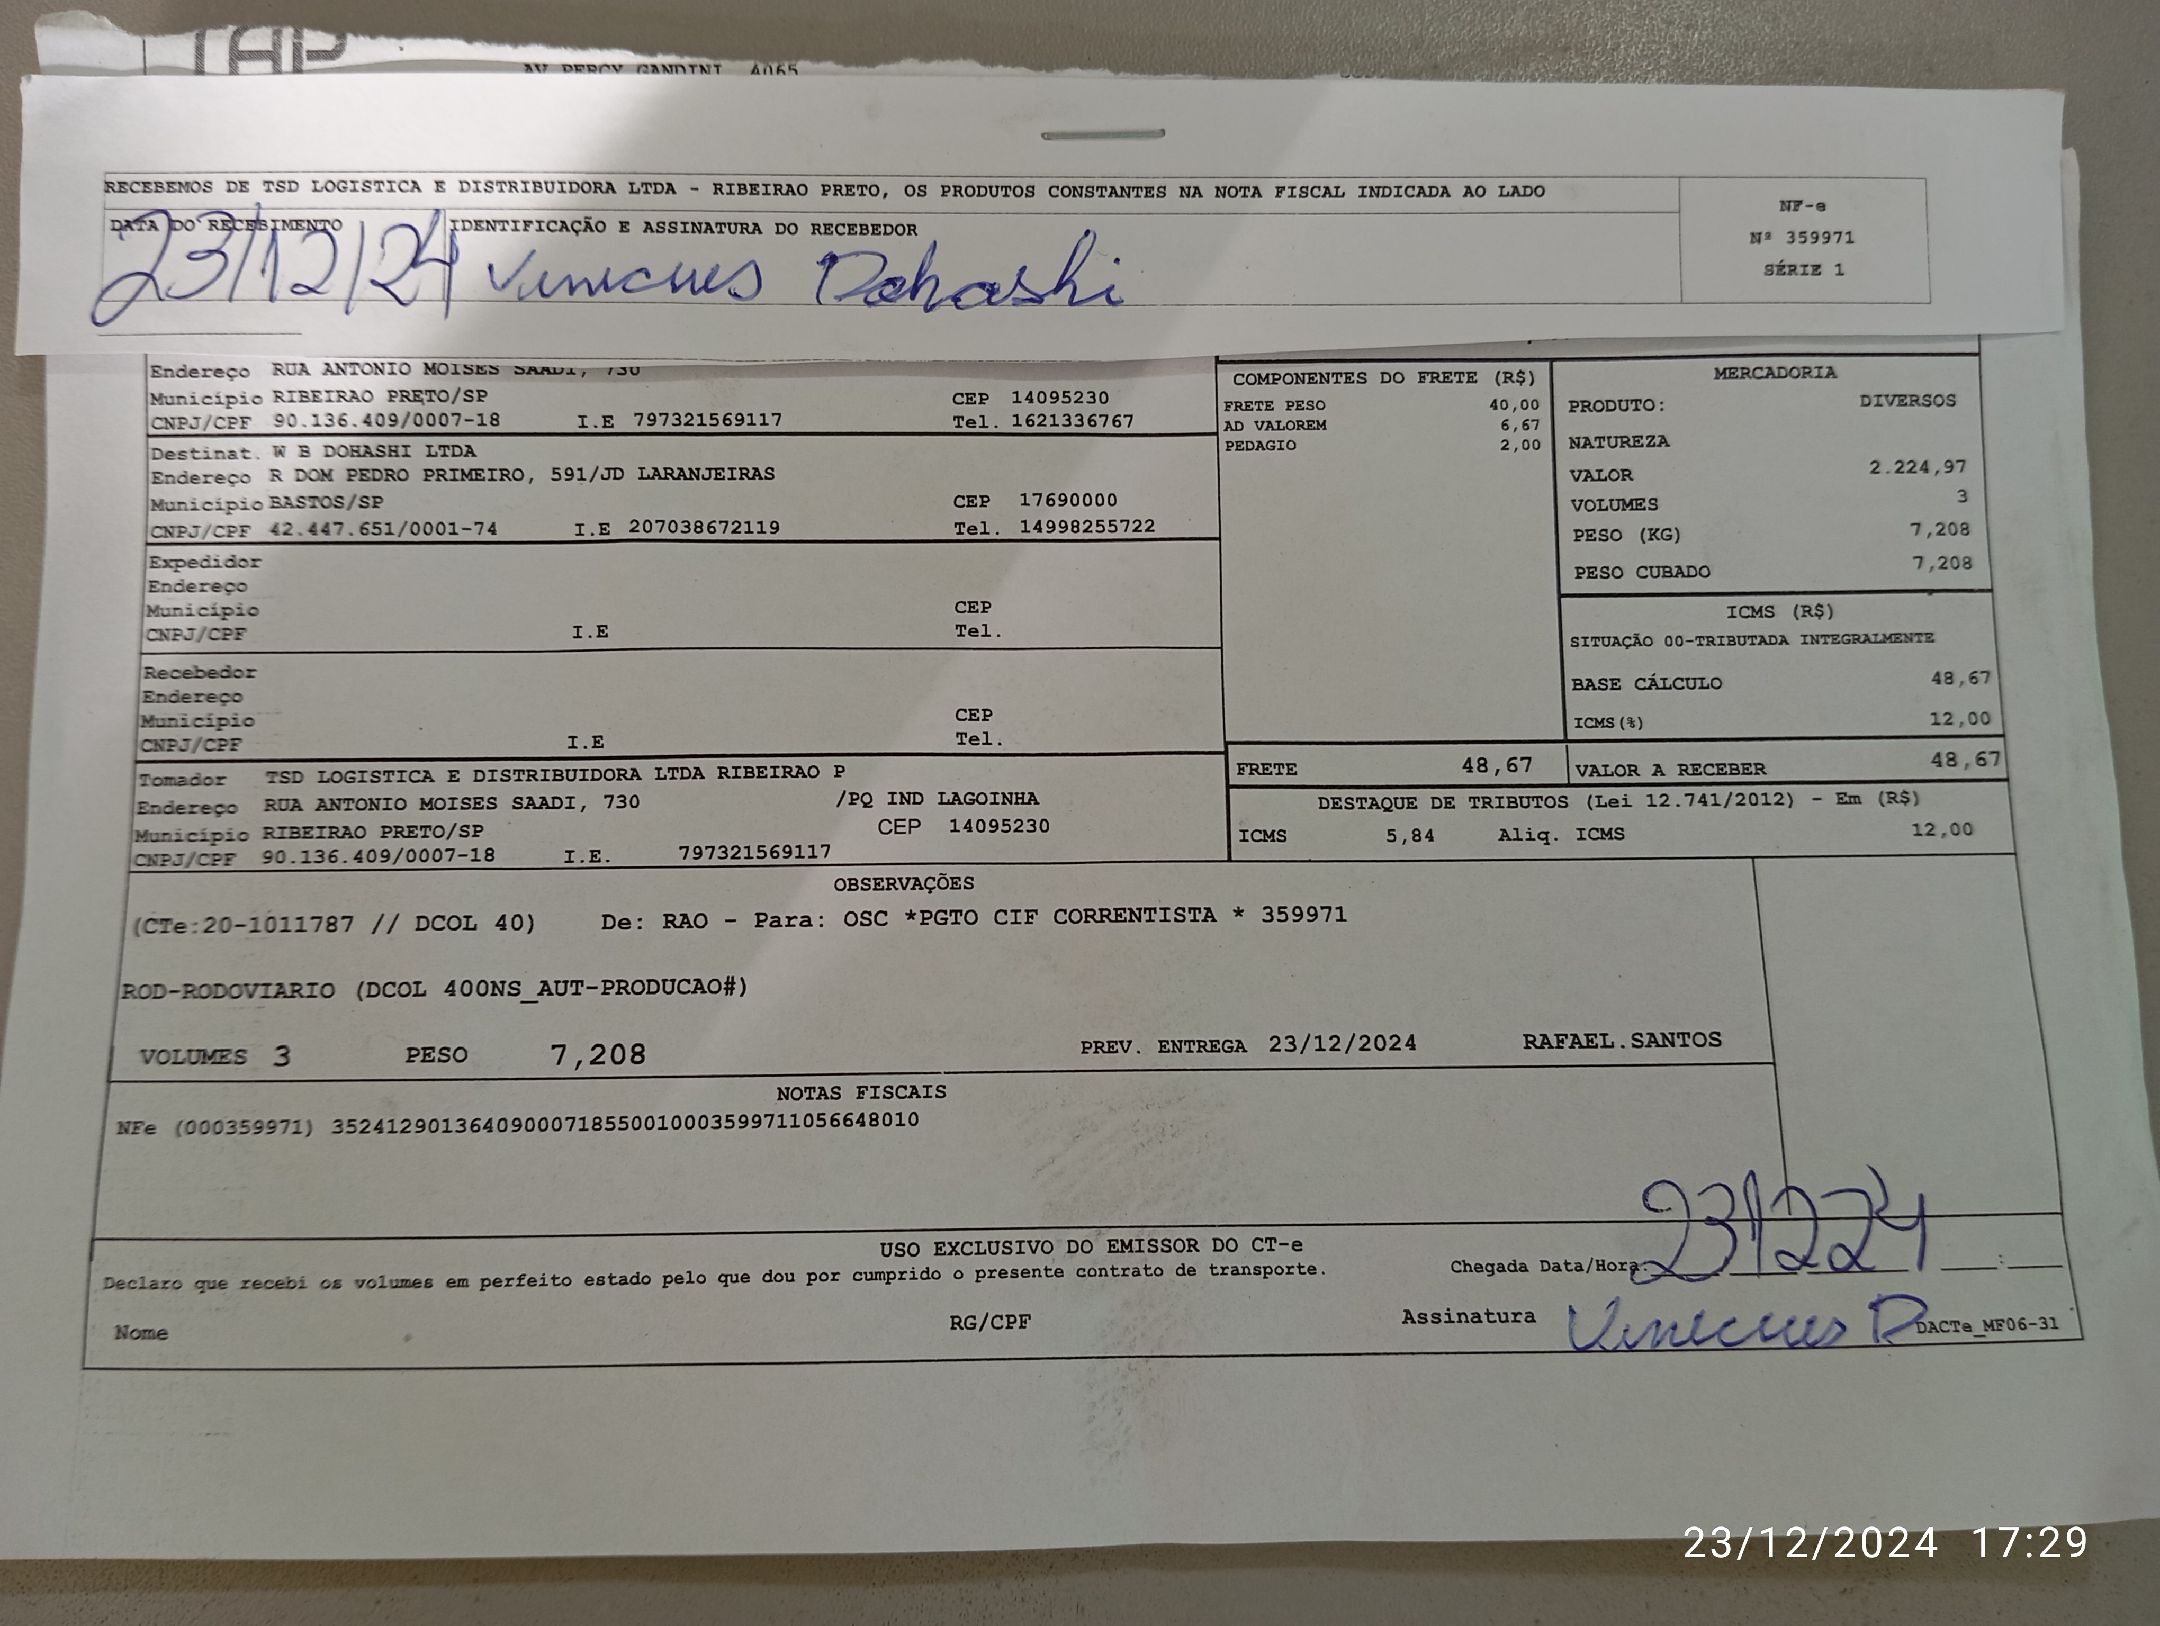 TAP
AV PERCY GANDINI 4065
RECEBEMOS DE TSD LOGISTICA E DISTRIBUIDORA LTDA - RIBEIRAO PRETO, OS PRODUTOS CONSTANTES NA NOTA FISCAL INDICADA AO LADO
DATA DO RECEBIMENTO IDENTIFICAÇÃO E ASSINATURA DO RECEBEDOR
23/12/24 Vinicius Dohashi
NF-e
Nº 359971
SÉRIE 1
Endereço RUA ANTONIO MOISES SAADI, 730
Município RIBEIRAO PRETO/SP CEP 14095230
CNPJ/CPF 90.136.409/0007-18 I.E 797321569117 Tel. 1621336767
Destinat. W B DOHASHI LTDA
Endereço R DOM PEDRO PRIMEIRO, 591/JD LARANJEIRAS
Município BASTOS/SP CEP 17690000
CNPJ/CPF 42.447.651/0001-74 I.E 207038672119 Tel. 14998255722
Expedidor
Endereço
Município CEP
CNPJ/CPF I.E Tel.
Recebedor
Endereço
Município CEP
CNPJ/CPF I.E Tel.
Tomador TSD LOGISTICA E DISTRIBUIDORA LTDA RIBEIRAO P
Endereço RUA ANTONIO MOISES SAADI, 730 /PQ IND LAGOINHA
Município RIBEIRAO PRETO/SP CEP 14095230
CNPJ/CPF 90.136.409/0007-18 I.E. 797321569117
COMPONENTES DO FRETE (R$)
FRETE PESO 40,00
AD VALOREM 6,67
PEDAGIO 2,00
MERCADORIA
PRODUTO: DIVERSOS
NATUREZA
VALOR 2.224,97
VOLUMES 3
PESO (KG) 7,208
PESO CUBADO 7,208
ICMS (R$)
SITUAÇÃO 00-TRIBUTADA INTEGRALMENTE
BASE CÁLCULO 48,67
ICMS(%) 12,00
FRETE 48,67 VALOR A RECEBER 48,67
DESTAQUE DE TRIBUTOS (Lei 12.741/2012) - Em (R$)
ICMS 5,84 Aliq. ICMS 12,00
OBSERVAÇÕES
(CTe:20-1011787 // DCOL 40) De: RAO - Para: OSC *PGTO CIF CORRENTISTA * 359971
ROD-RODOVIARIO (DCOL 400NS_AUT-PRODUCAO#)
VOLUMES 3 PESO 7,208 PREV. ENTREGA 23/12/2024 RAFAEL.SANTOS
NOTAS FISCAIS
NFe (000359971) 35241290136409000718550010003599711056648010
USO EXCLUSIVO DO EMISSOR DO CT-e
Declaro que recebi os volumes em perfeito estado pelo que dou por cumprido o presente contrato de transporte. Chegada Data/Hora: 23/12/24 :
Nome RG/CPF Assinatura Vinicius D DACTe_MF06-31
23/12/2024 17:29